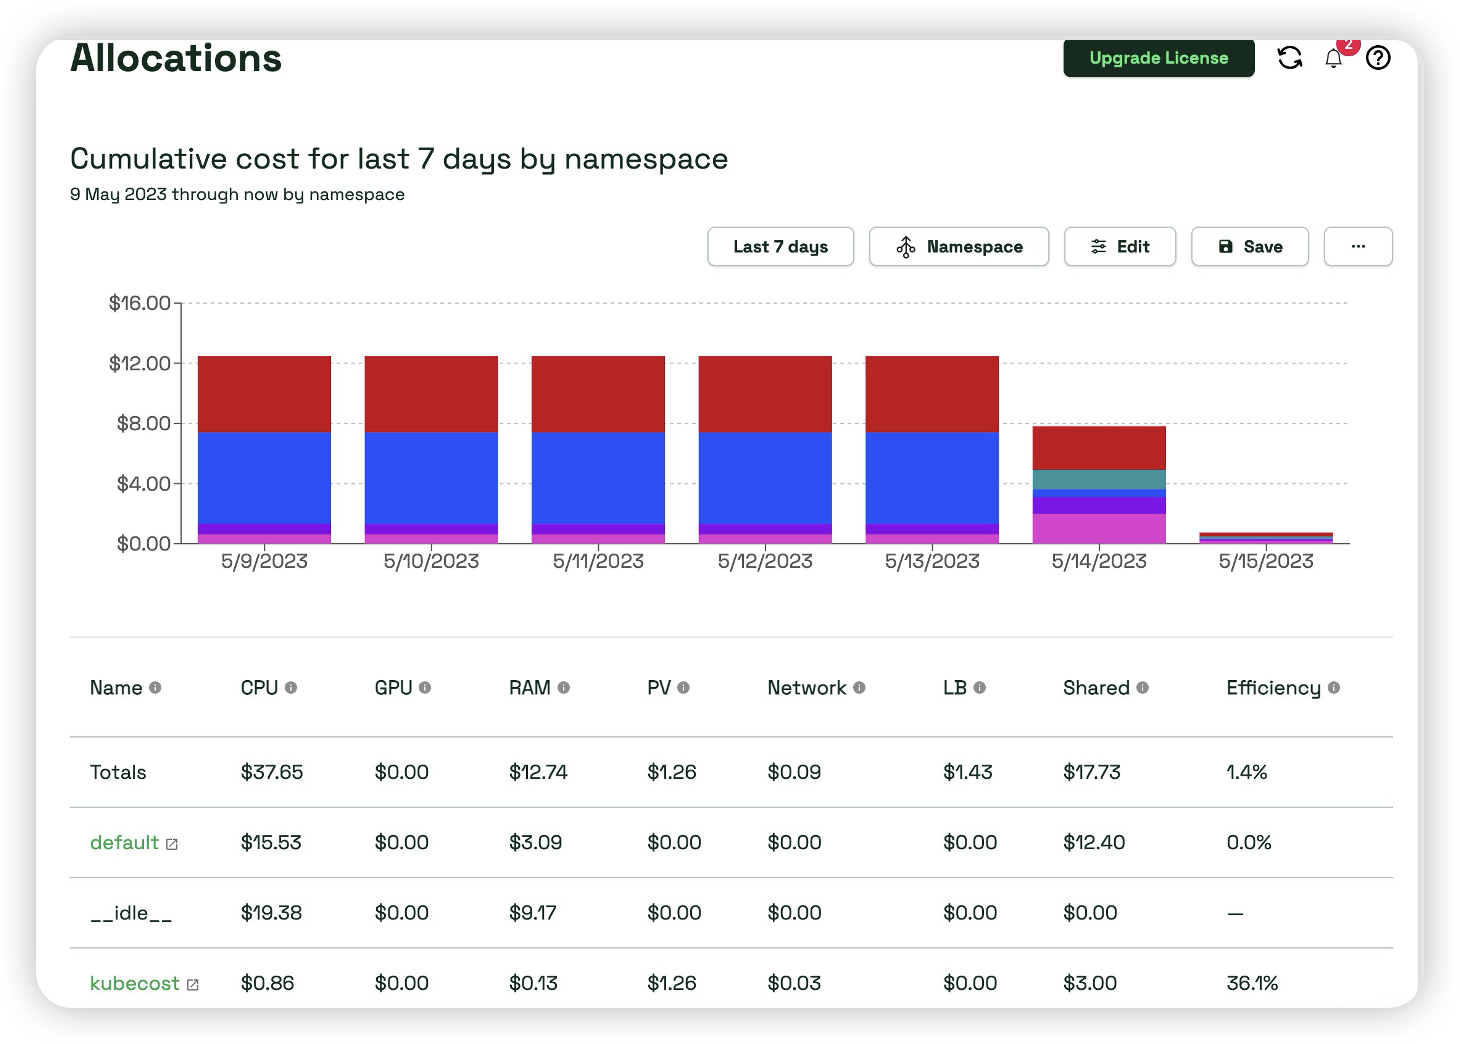 Allocations
Upgrade License
2
Cumulative cost for last 7 days by namespace
9 May 2023 through now by namespace
Last 7 days Namespace Edit Save ...
$16.00
$12.00
$8.00
$4.00
$0.00
5/9/2023 5/10/2023 5/11/2023 5/12/2023 5/13/2023 5/14/2023 5/15/2023
Name CPU GPU RAM PV Network LB Shared Efficiency
Totals $37.65 $0.00 $12.74 $1.26 $0.09 $1.43 $17.73 1.4%
default $15.53 $0.00 $3.09 $0.00 $0.00 $0.00 $12.40 0.0%
__idle__ $19.38 $0.00 $9.17 $0.00 $0.00 $0.00 $0.00 —
kubecost $0.86 $0.00 $0.13 $1.26 $0.03 $0.00 $3.00 36.1%